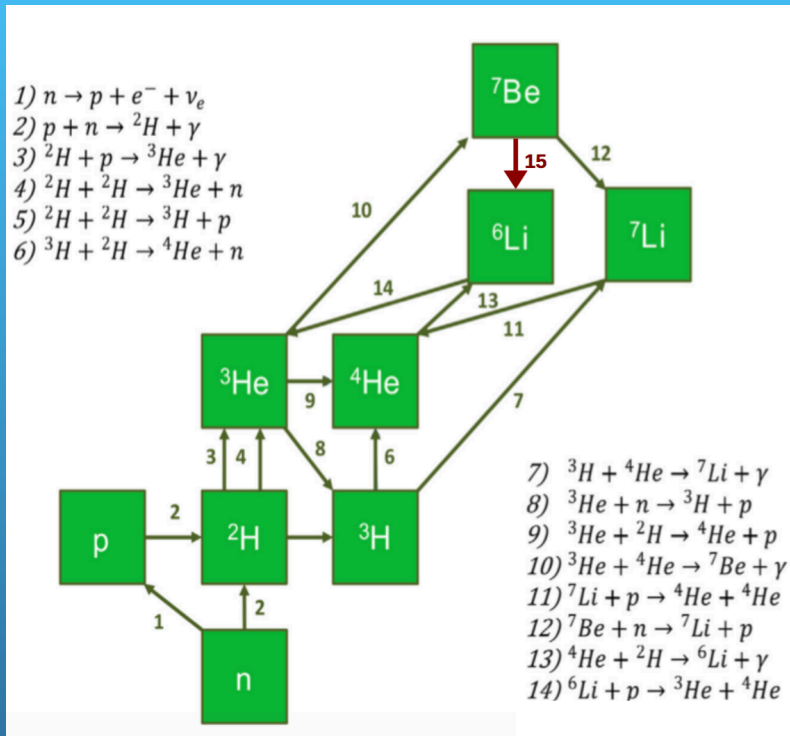 1) n → p + e⁻ + νₑ
2) p + n → ²H + γ
3) ²H + p → ³He + γ
4) ²H + ²H → ³He + n
5) ²H + ²H → ³H + p
6) ³H + ²H → ⁴He + n
⁷Be
15
12
10
⁶Li
⁷Li
14
13
11
³He
⁴He
9
7
3
4
8
6
p
2
²H
³H
1
2
n
7) ³H + ⁴He → ⁷Li + γ
8) ³He + n → ³H + p
9) ³He + ²H → ⁴He + p
10) ³He + ⁴He → ⁷Be + γ
11) ⁷Li + p → ⁴He + ⁴He
12) ⁷Be + n → ⁷Li + p
13) ⁴He + ²H → ⁶Li + γ
14) ⁶Li + p → ³He + ⁴He